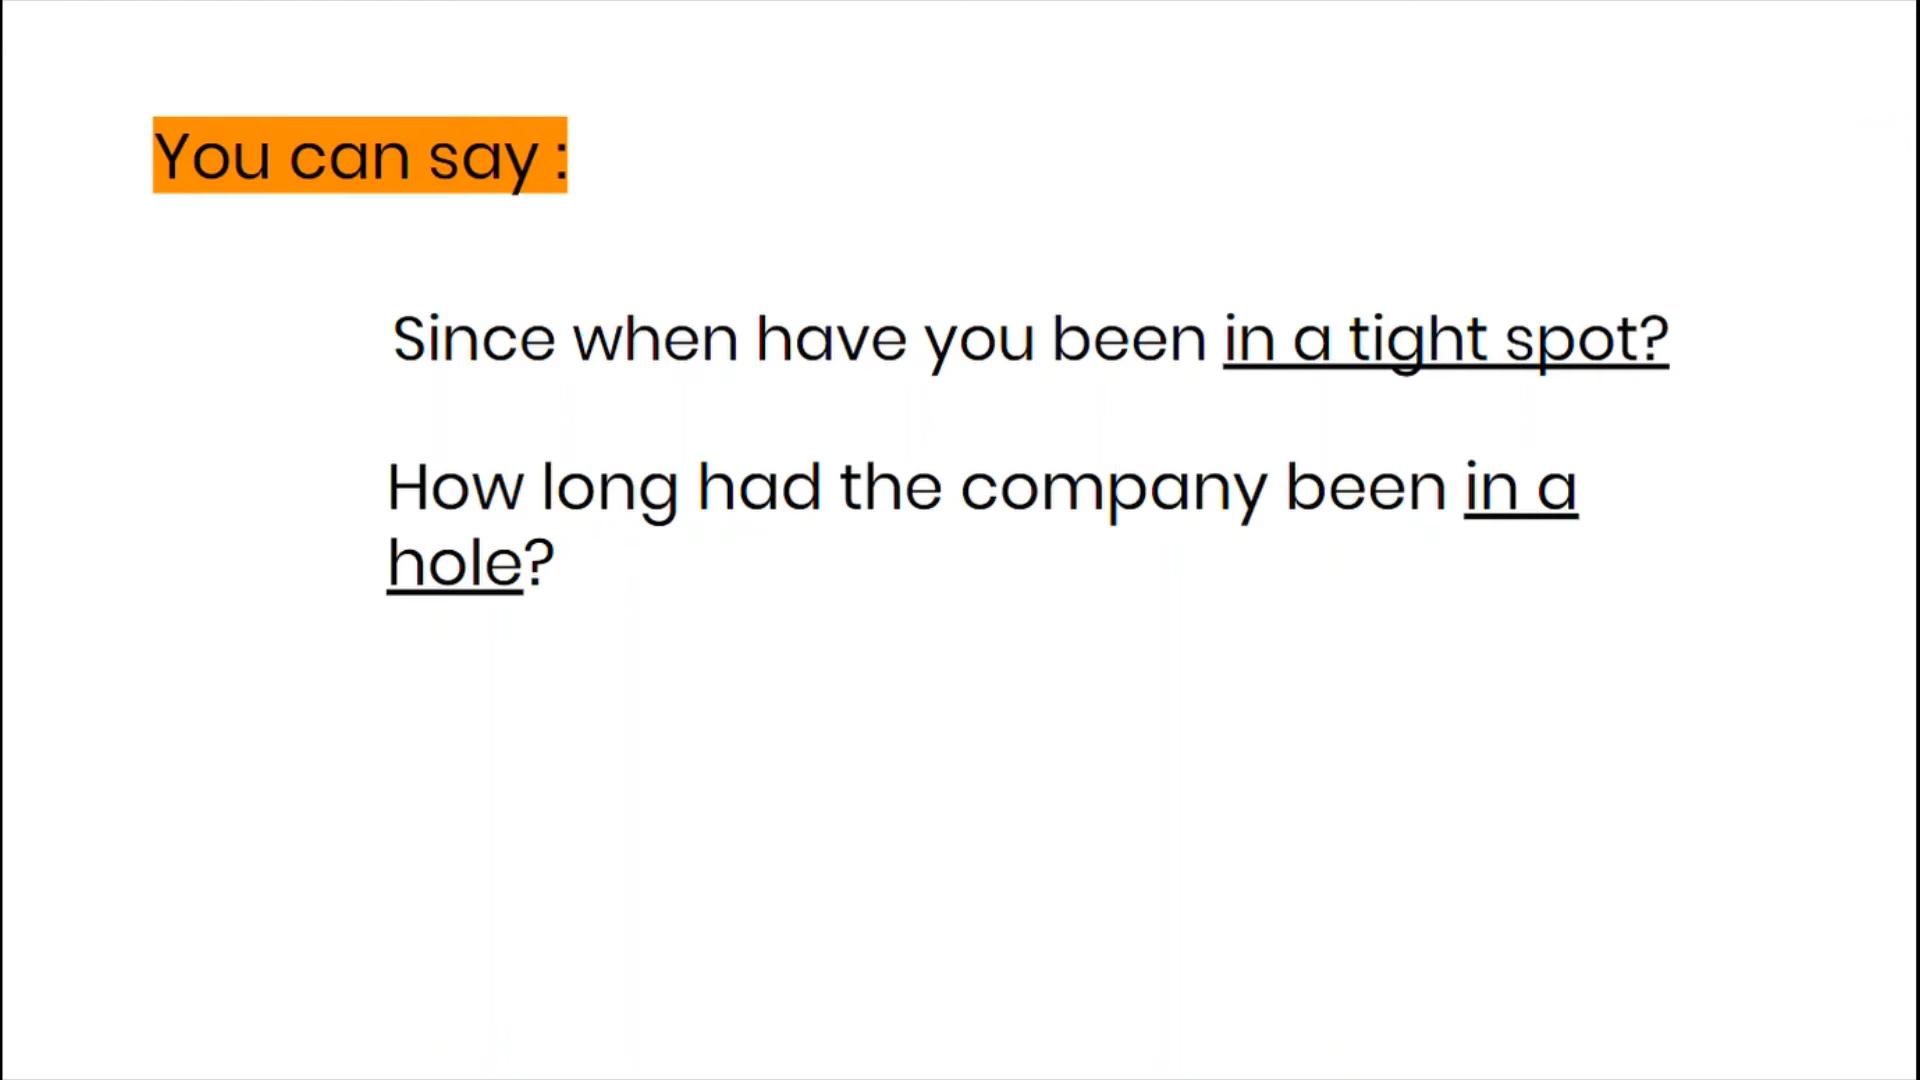 You can say :
Since when have you been in a tight spot?
How long had the company been in a
hole?